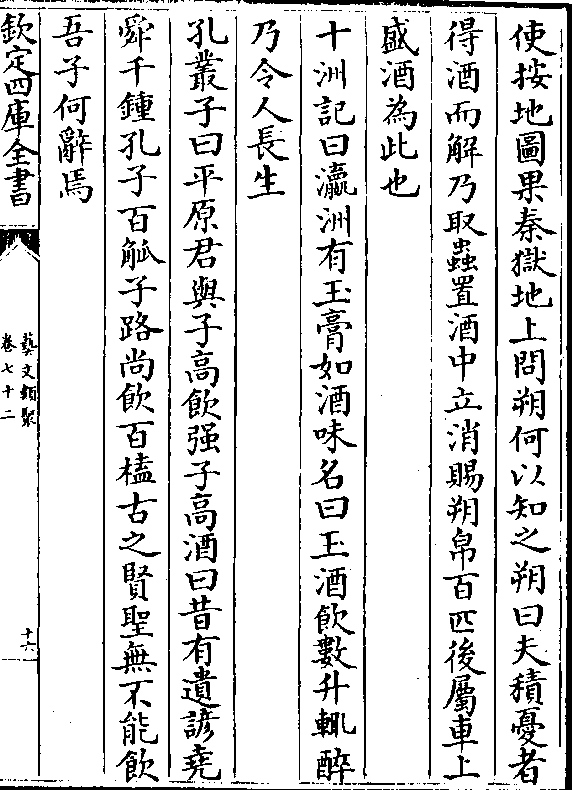 使按地圖果秦獄地上問朔何以知之朔曰夫積憂者
得酒而解乃取蟲置酒中立消賜朔帛百匹後屬車上
盛酒為此也
十洲記曰瀛洲有玉膏如酒味名曰玉酒飲數升輒醉
乃令人長生
孔叢子曰平原君與子高飲强子高酒曰昔有遺諺堯
舜千鍾孔子百觚子路尚飲百榼古之賢聖無不能飲
吾子何辭焉
欽定四庫全書
藝文類聚
卷七十二
十六